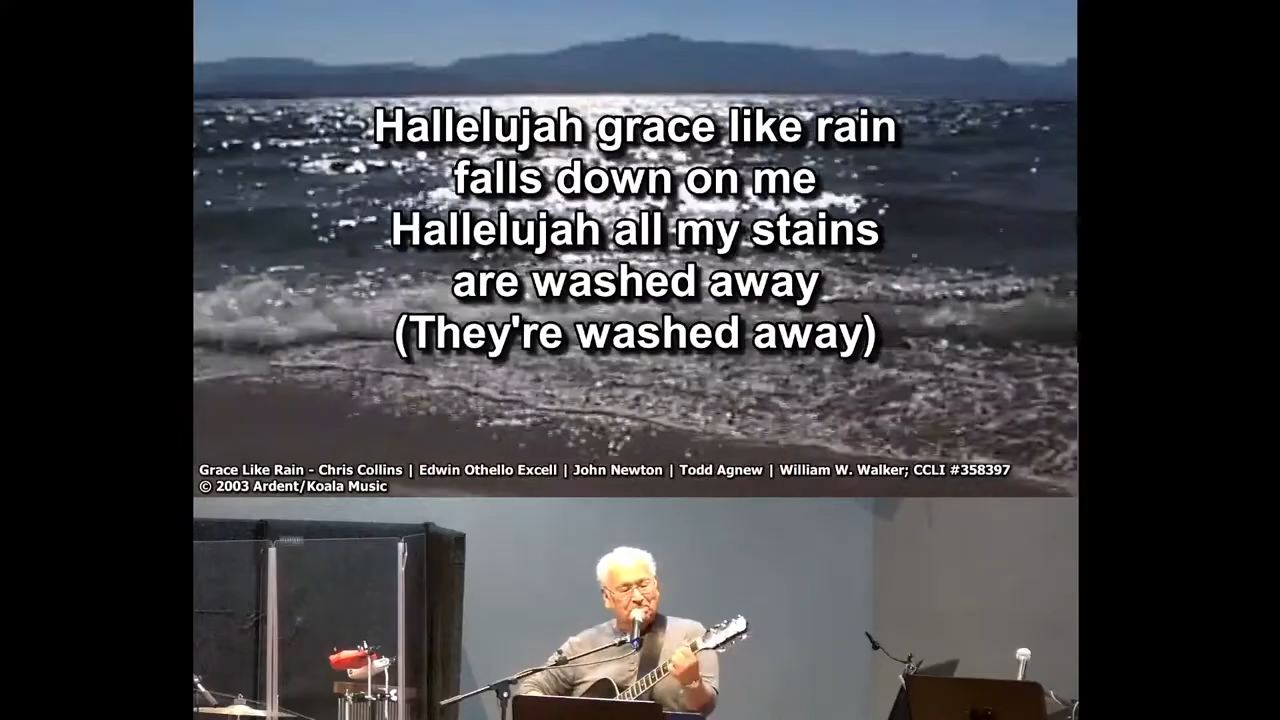 Hallelujah grace like rain
falls down on me
Hallelujah all my stains
are washed away
(They're washed away)
Grace Like Rain - Chris Collins | Edwin Othello Excell | John Newton | Todd Agnew | William W. Walker; CCLI #358397
© 2003 Ardent/Koala Music